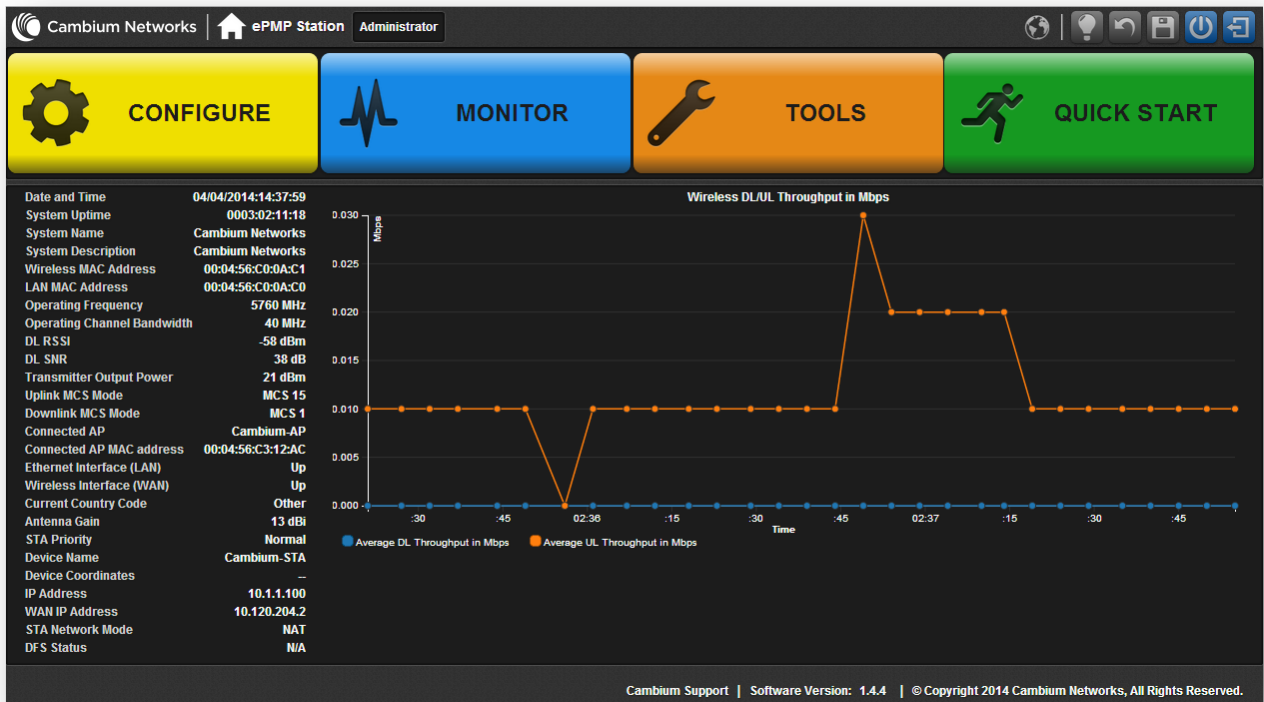 Cambium Networks | ePMP Station Administrator
CONFIGURE
MONITOR
TOOLS
QUICK START
Date and Time 04/04/2014:14:37:59
System Uptime 0003:02:11:18
System Name Cambium Networks
System Description Cambium Networks
Wireless MAC Address 00:04:56:C0:0A:C1
LAN MAC Address 00:04:56:C0:0A:C0
Operating Frequency 5760 MHz
Operating Channel Bandwidth 40 MHz
DL RSSI -58 dBm
DL SNR 38 dB
Transmitter Output Power 21 dBm
Uplink MCS Mode MCS 15
Downlink MCS Mode MCS 1
Connected AP Cambium-AP
Connected AP MAC address 00:04:56:C3:12:AC
Ethernet Interface (LAN) Up
Wireless Interface (WAN) Up
Current Country Code Other
Antenna Gain 13 dBi
STA Priority Normal
Device Name Cambium-STA
Device Coordinates --
IP Address 10.1.1.100
WAN IP Address 10.120.204.2
STA Network Mode NAT
DFS Status N/A
Wireless DL/UL Throughput in Mbps
Mbps
0.030
0.025
0.020
0.015
0.010
0.005
0.000
:30 :45 02:36 :15 :30 :45 02:37 :15 :30 :45
Time
Average DL Throughput in Mbps Average UL Throughput in Mbps
Cambium Support | Software Version: 1.4.4 | © Copyright 2014 Cambium Networks, All Rights Reserved.